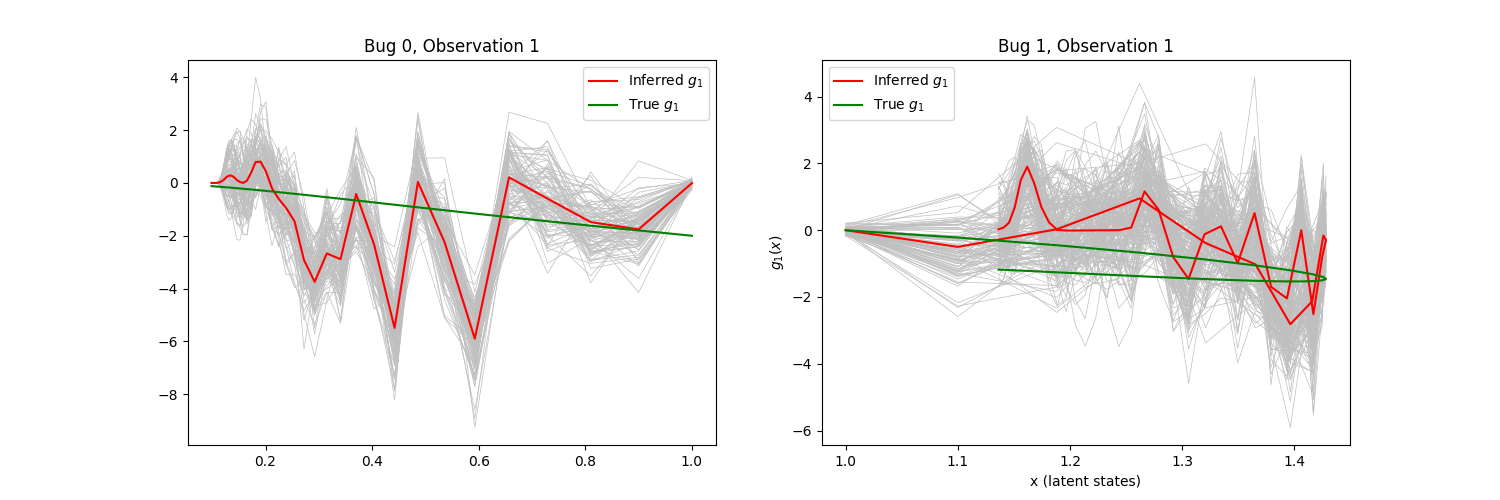 Bug 0, Observation 1
4
2
0
−2
−4
−6
−8
0.2
0.4
0.6
0.8
1.0
Inferred g₁
True g₁
Bug 1, Observation 1
g₁(x)
4
2
0
−2
−4
−6
1.0
1.1
1.2
1.3
1.4
x (latent states)
Inferred g₁
True g₁